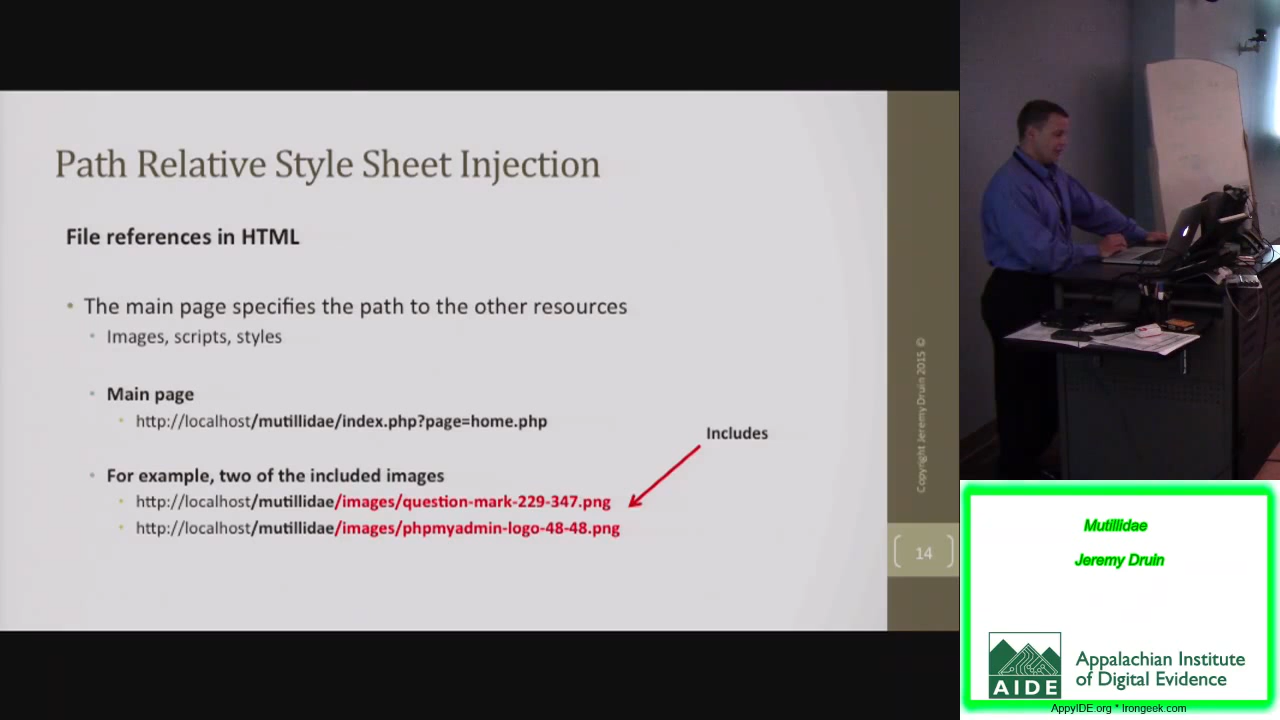 Path Relative Style Sheet Injection
File references in HTML
• The main page specifies the path to the other resources
• Images, scripts, styles
• Main page
• http://localhost/mutillidae/index.php?page=home.php
Includes
• For example, two of the included images
• http://localhost/mutillidae/images/question-mark-229-347.png
• http://localhost/mutillidae/images/phpmyadmin-logo-48-48.png
Copyright Jeremy Druin 2015 ©
14
Mutillidae
Jeremy Druin
AIDE
Appalachian Institute
of Digital Evidence
AppyIDE.org * Irongeek.com